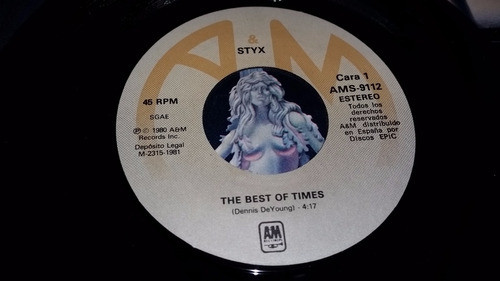 A & M
STYX
45 RPM
SGAE
Ⓟ © 1980 A&M
Records Inc.
Depósito Legal
M-2315-1981
Cara 1
AMS-9112
ESTEREO
Todos los
derechos
reservados
A&M distribuido
en España por
Discos EPIC
THE BEST OF TIMES
(Dennis DeYoung) - 4:17
A&M